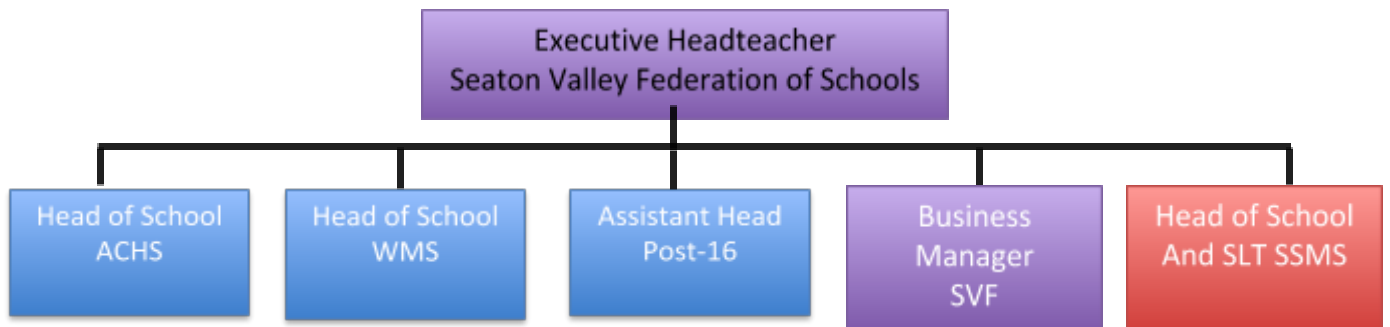 Executive Headteacher
Seaton Valley Federation of Schools
Head of School
ACHS
Head of School
WMS
Assistant Head
Post-16
Business
Manager
SVF
Head of School
And SLT SSMS